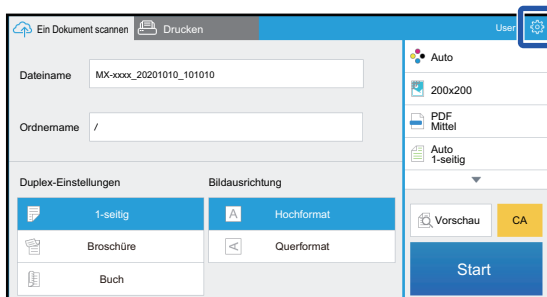 Ein Dokument scannen
Drucken
User
Dateiname
MX-xxxx_20201010_101010
Ordnername
/
Auto
200x200
PDF
Mittel
Auto
1-seitig
Duplex-Einstellungen
Bildausrichtung
1-seitig
A
Hochformat
Broschüre
A
Querformat
Buch
Vorschau
CA
Start